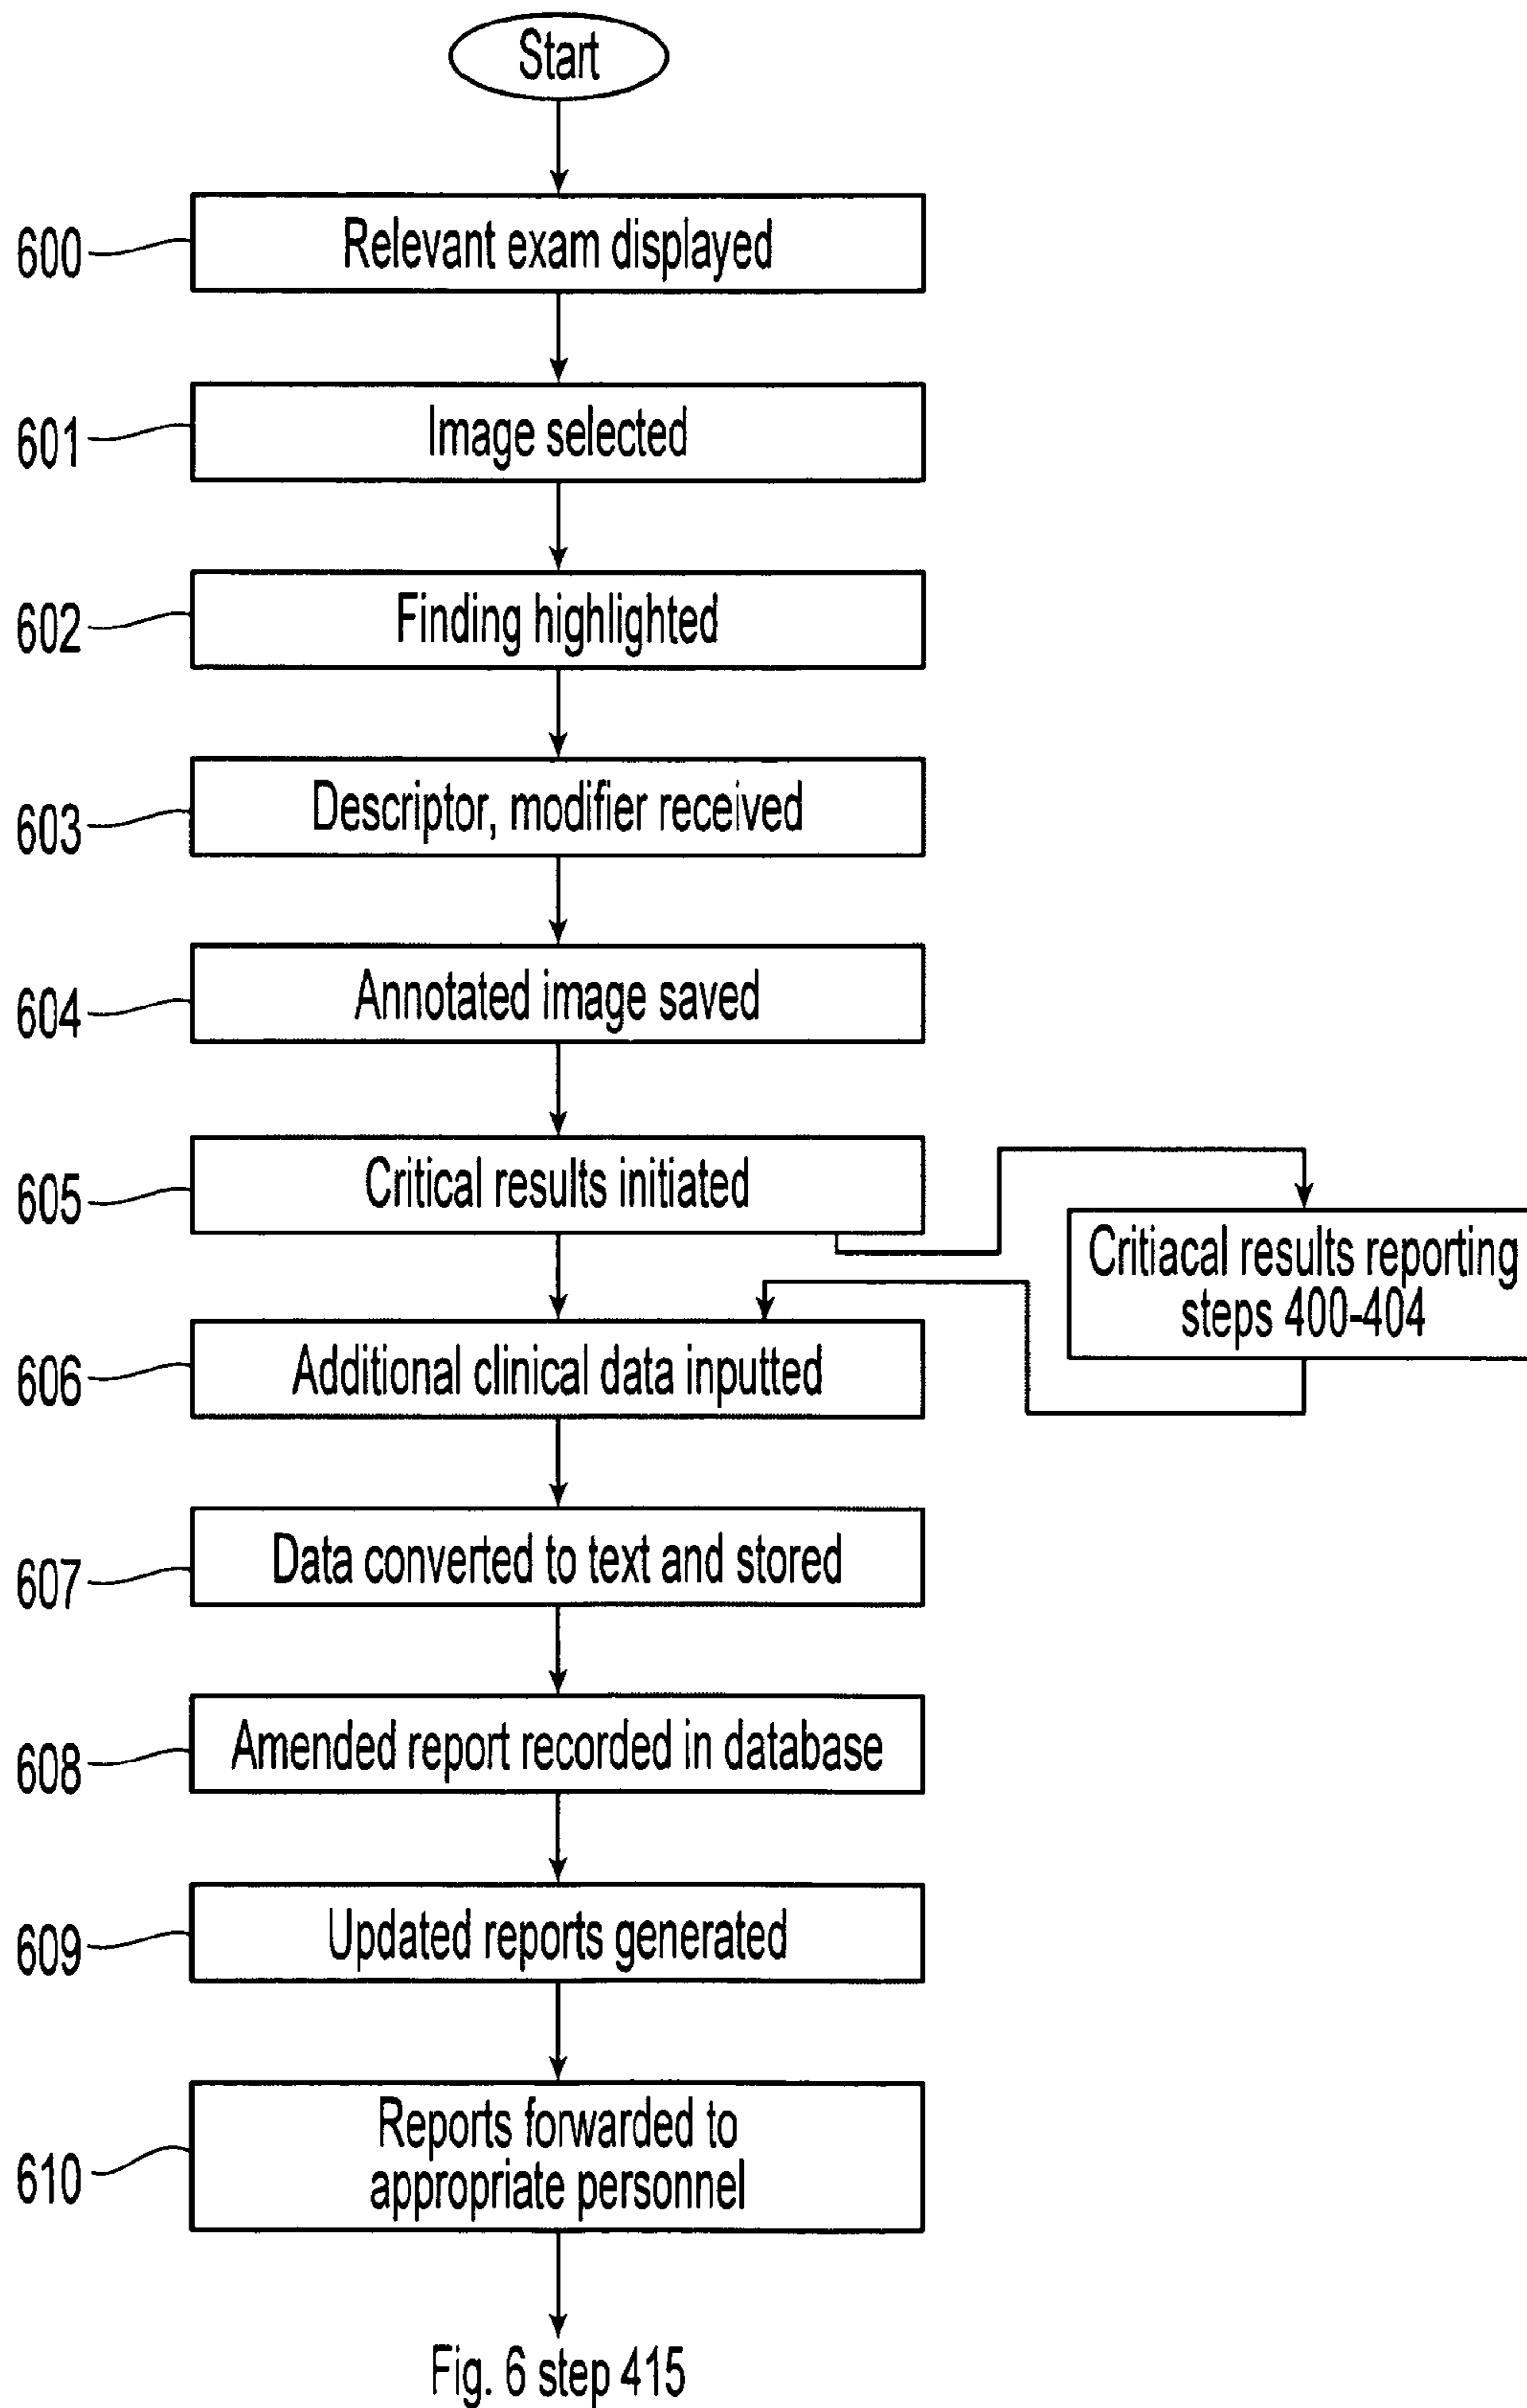 Start
600
Relevant exam displayed
601
Image selected
602
Finding highlighted
603
Descriptor, modifier received
604
Annotated image saved
605
Critical results initiated
Critiacal results reporting
steps 400-404
606
Additional clinical data inputted
607
Data converted to text and stored
608
Amended report recorded in database
609
Updated reports generated
610
Reports forwarded to
appropriate personnel
Fig. 6 step 415